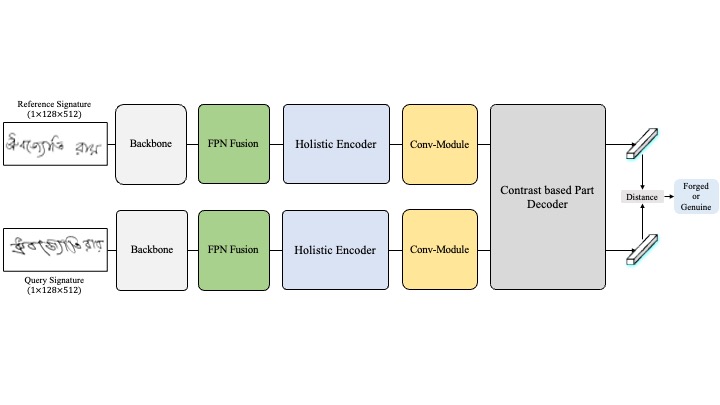 Reference Signature
(1×128×512)
রায়
Backbone
FPN Fusion
Holistic Encoder
Conv-Module
Contrast based Part
Decoder
Distance
Forged
or
Genuine
রায়
Query Signature
(1×128×512)
Backbone
FPN Fusion
Holistic Encoder
Conv-Module